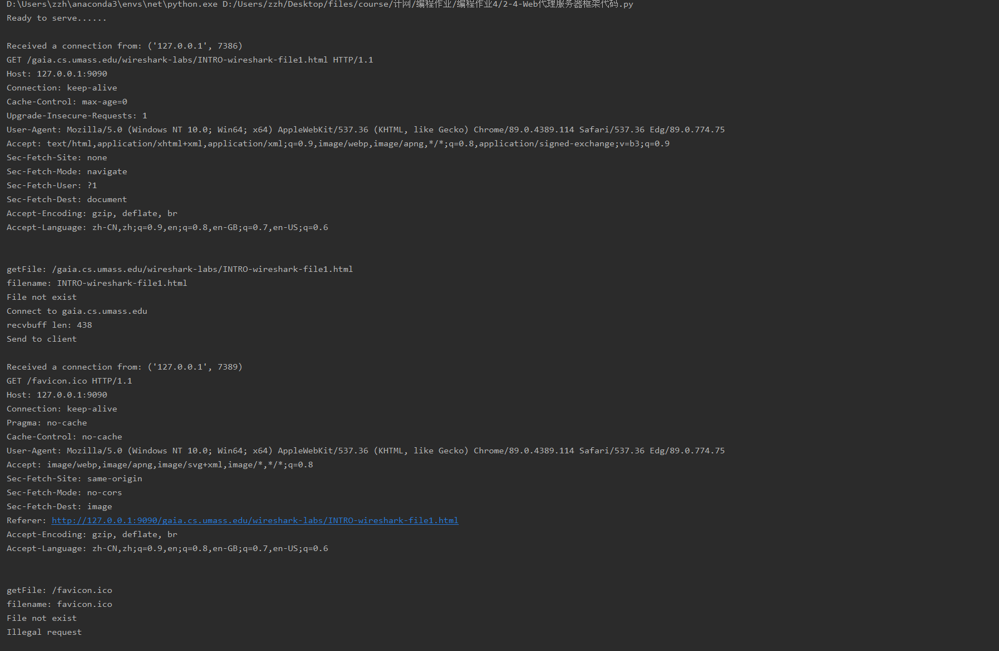 D:\Users\zzh\anaconda3\envs\net\python.exe D:/Users/zzh/Desktop/files/course/计网/编程作业/编程作业4/2-4-Web代理服务器框架代码.py
Ready to serve......
Received a connection from: ('127.0.0.1', 7386)
GET /gaia.cs.umass.edu/wireshark-labs/INTRO-wireshark-file1.html HTTP/1.1
Host: 127.0.0.1:9090
Connection: keep-alive
Cache-Control: max-age=0
Upgrade-Insecure-Requests: 1
User-Agent: Mozilla/5.0 (Windows NT 10.0; Win64; x64) AppleWebKit/537.36 (KHTML, like Gecko) Chrome/89.0.4389.114 Safari/537.36 Edg/89.0.774.75
Accept: text/html,application/xhtml+xml,application/xml;q=0.9,image/webp,image/apng,*/*;q=0.8,application/signed-exchange;v=b3;q=0.9
Sec-Fetch-Site: none
Sec-Fetch-Mode: navigate
Sec-Fetch-User: ?1
Sec-Fetch-Dest: document
Accept-Encoding: gzip, deflate, br
Accept-Language: zh-CN,zh;q=0.9,en;q=0.8,en-GB;q=0.7,en-US;q=0.6
getFile: /gaia.cs.umass.edu/wireshark-labs/INTRO-wireshark-file1.html
filename: INTRO-wireshark-file1.html
File not exist
Connect to gaia.cs.umass.edu
recvbuff len: 438
Send to client
Received a connection from: ('127.0.0.1', 7389)
GET /favicon.ico HTTP/1.1
Host: 127.0.0.1:9090
Connection: keep-alive
Pragma: no-cache
Cache-Control: no-cache
User-Agent: Mozilla/5.0 (Windows NT 10.0; Win64; x64) AppleWebKit/537.36 (KHTML, like Gecko) Chrome/89.0.4389.114 Safari/537.36 Edg/89.0.774.75
Accept: image/webp,image/apng,image/svg+xml,image/*,*/*;q=0.8
Sec-Fetch-Site: same-origin
Sec-Fetch-Mode: no-cors
Sec-Fetch-Dest: image
Referer: http://127.0.0.1:9090/gaia.cs.umass.edu/wireshark-labs/INTRO-wireshark-file1.html
Accept-Encoding: gzip, deflate, br
Accept-Language: zh-CN,zh;q=0.9,en;q=0.8,en-GB;q=0.7,en-US;q=0.6
getFile: /favicon.ico
filename: favicon.ico
File not exist
Illegal request